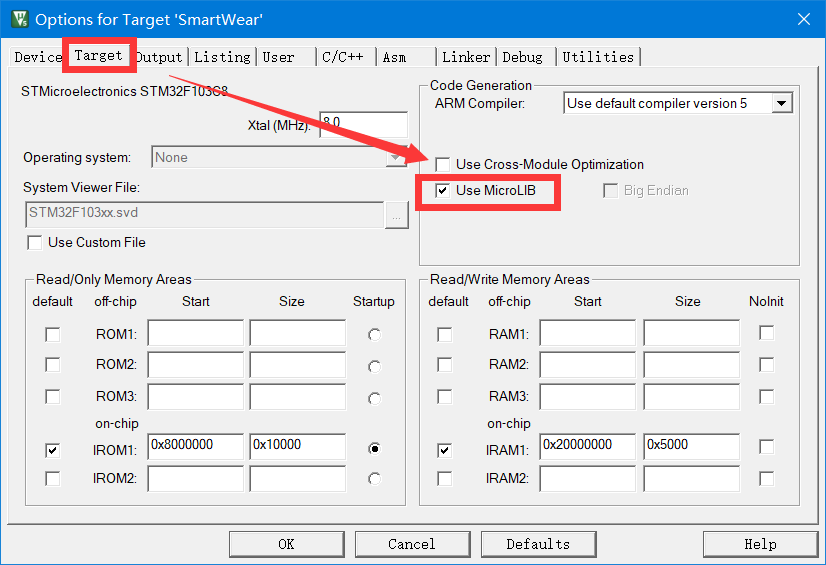 Options for Target 'SmartWear'
Device Target Output Listing User C/C++ Asm Linker Debug Utilities
STMicroelectronics STM32F103C8
Xtal (MHz): 8.0
Operating system: None
System Viewer File:
STM32F103xx.svd ...
Use Custom File
Code Generation
ARM Compiler: Use default compiler version 5
Use Cross-Module Optimization
Use MicroLIB Big Endian
Read/Only Memory Areas
default off-chip Start Size Startup
ROM1:
ROM2:
ROM3:
on-chip
IROM1: 0x8000000 0x10000
IROM2:
Read/Write Memory Areas
default off-chip Start Size NoInit
RAM1:
RAM2:
RAM3:
on-chip
IRAM1: 0x20000000 0x5000
IRAM2:
OK Cancel Defaults Help